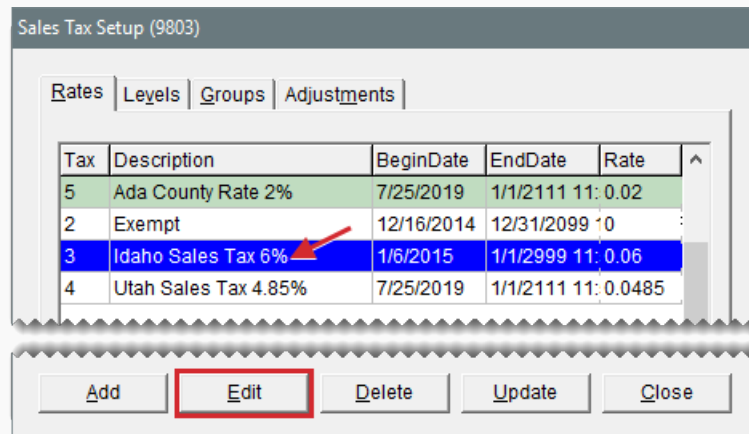 Sales Tax Setup (9803)
Rates Levels Groups Adjustments
Tax Description BeginDate EndDate Rate
5 Ada County Rate 2% 7/25/2019 1/1/2111 11: 0.02
2 Exempt 12/16/2014 12/31/2099 0
3 Idaho Sales Tax 6% 1/6/2015 1/1/2999 11: 0.06
4 Utah Sales Tax 4.85% 7/25/2019 1/1/2111 11: 0.0485
Add Edit Delete Update Close